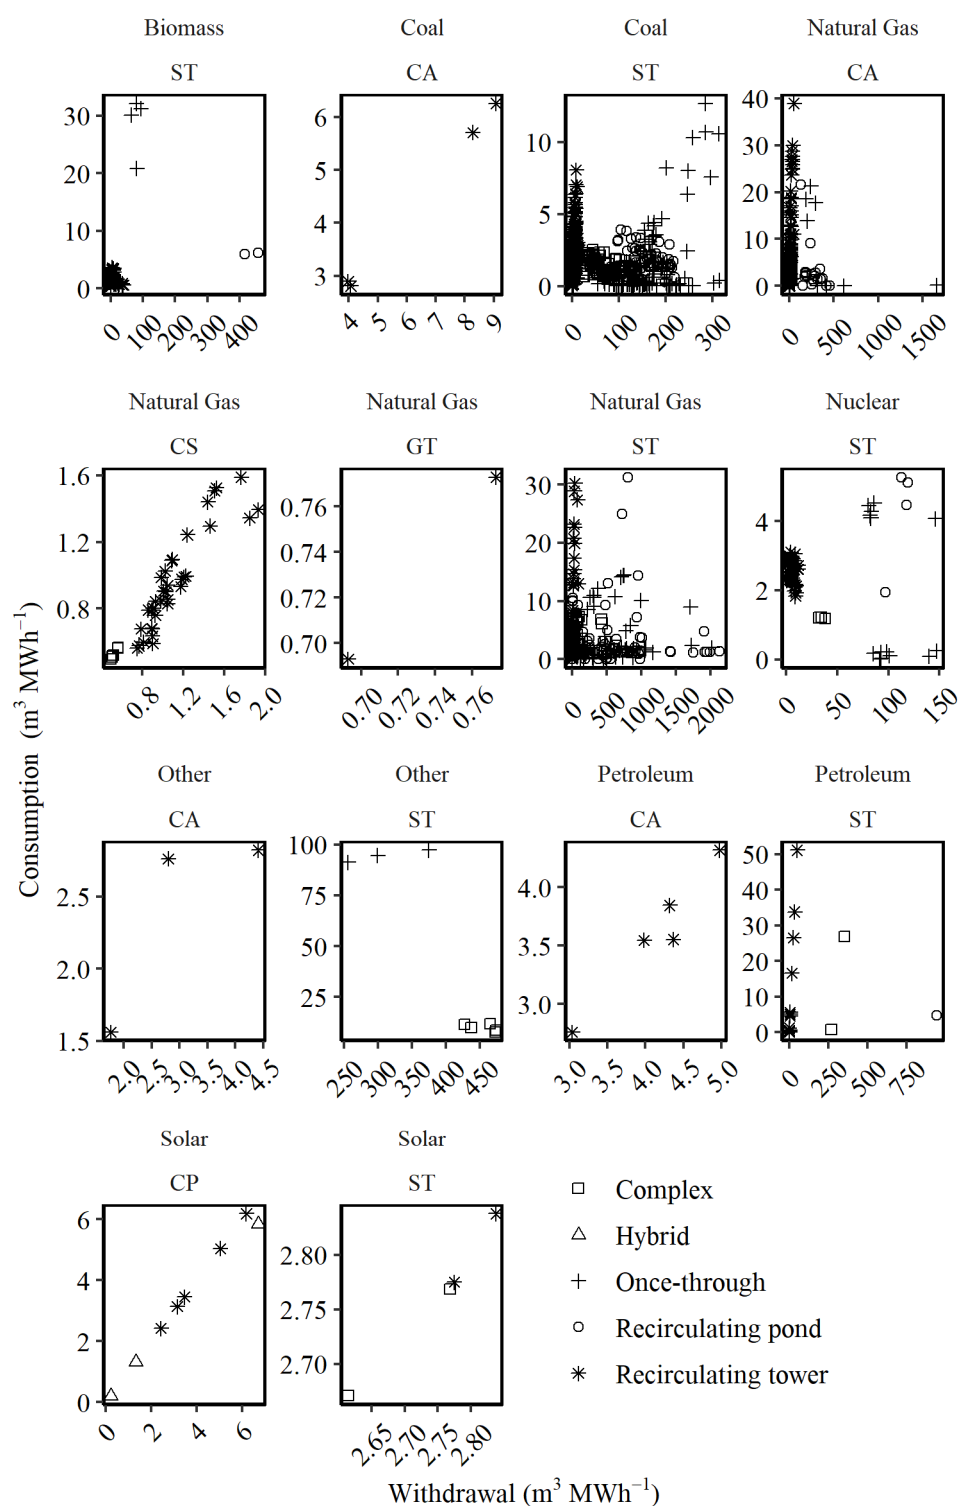 Biomass Coal Coal Natural Gas
ST CA ST CA
30
20
10
0
0 100 200 300 400
6
5
4
3
4 5 6 7 8 9
10
5
0
0 100 200 300
40
30
20
10
0
0 500 1000 1500
Natural Gas Natural Gas Natural Gas Nuclear
CS GT ST ST
1.6
1.2
0.8
0.8 1.2 1.6 2.0
0.76
0.74
0.72
0.70
0.70 0.72 0.74 0.76
30
20
10
0
0 500 1000 1500 2000
4
2
0
0 50 100 150
Consumption (m³ MWh⁻¹)
Other Other Petroleum Petroleum
CA ST CA ST
2.5
2.0
1.5
2.0 2.5 3.0 3.5 4.0 4.5
100
75
50
25
250 300 350 400 450
4.0
3.5
3.0
3.0 3.5 4.0 4.5 5.0
50
40
30
20
10
0
0 250 500 750
Solar Solar
CP ST
6
4
2
0
0 2 4 6
2.80
2.75
2.70
2.65 2.70 2.75 2.80
Complex
Hybrid
Once-through
Recirculating pond
Recirculating tower
Withdrawal (m³ MWh⁻¹)